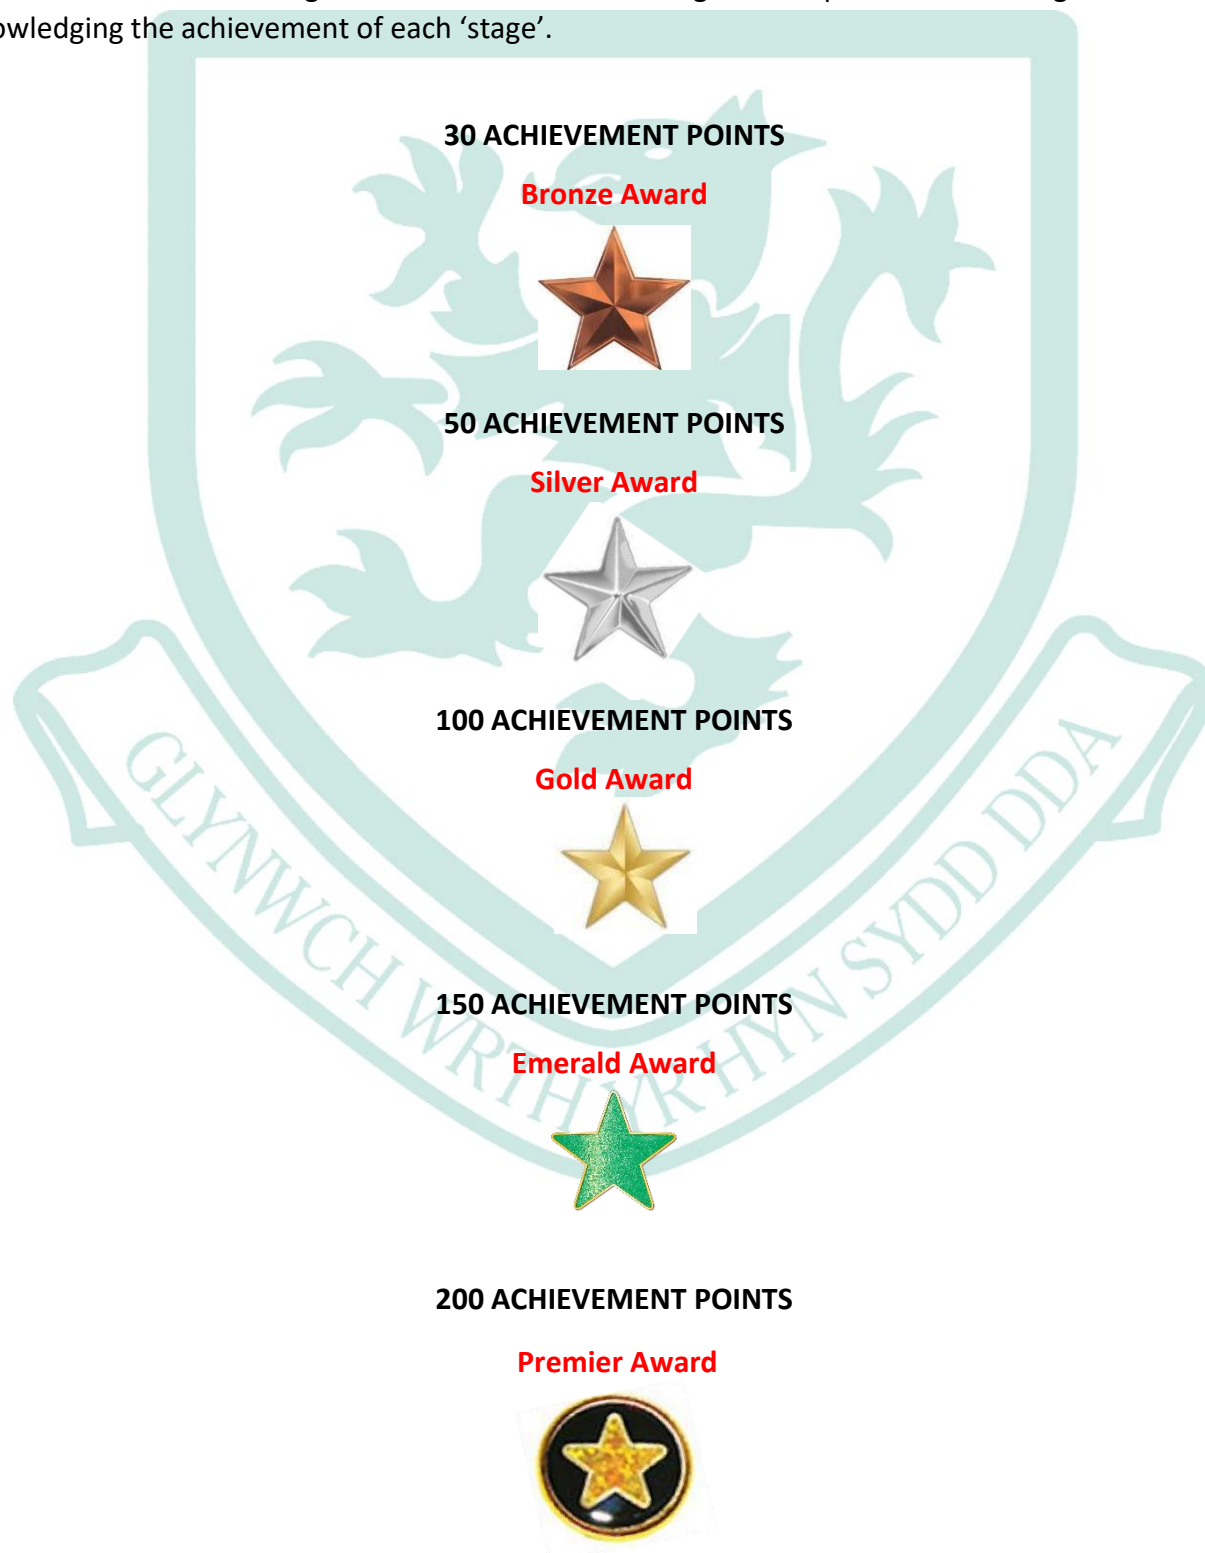 owledging the achievement of each ‘stage’.
30 ACHIEVEMENT POINTS
Bronze Award
50 ACHIEVEMENT POINTS
Silver Award
100 ACHIEVEMENT POINTS
Gold Award
150 ACHIEVEMENT POINTS
Emerald Award
200 ACHIEVEMENT POINTS
Premier Award
GLYNWCH WRTH YR HYN SYDD DDA